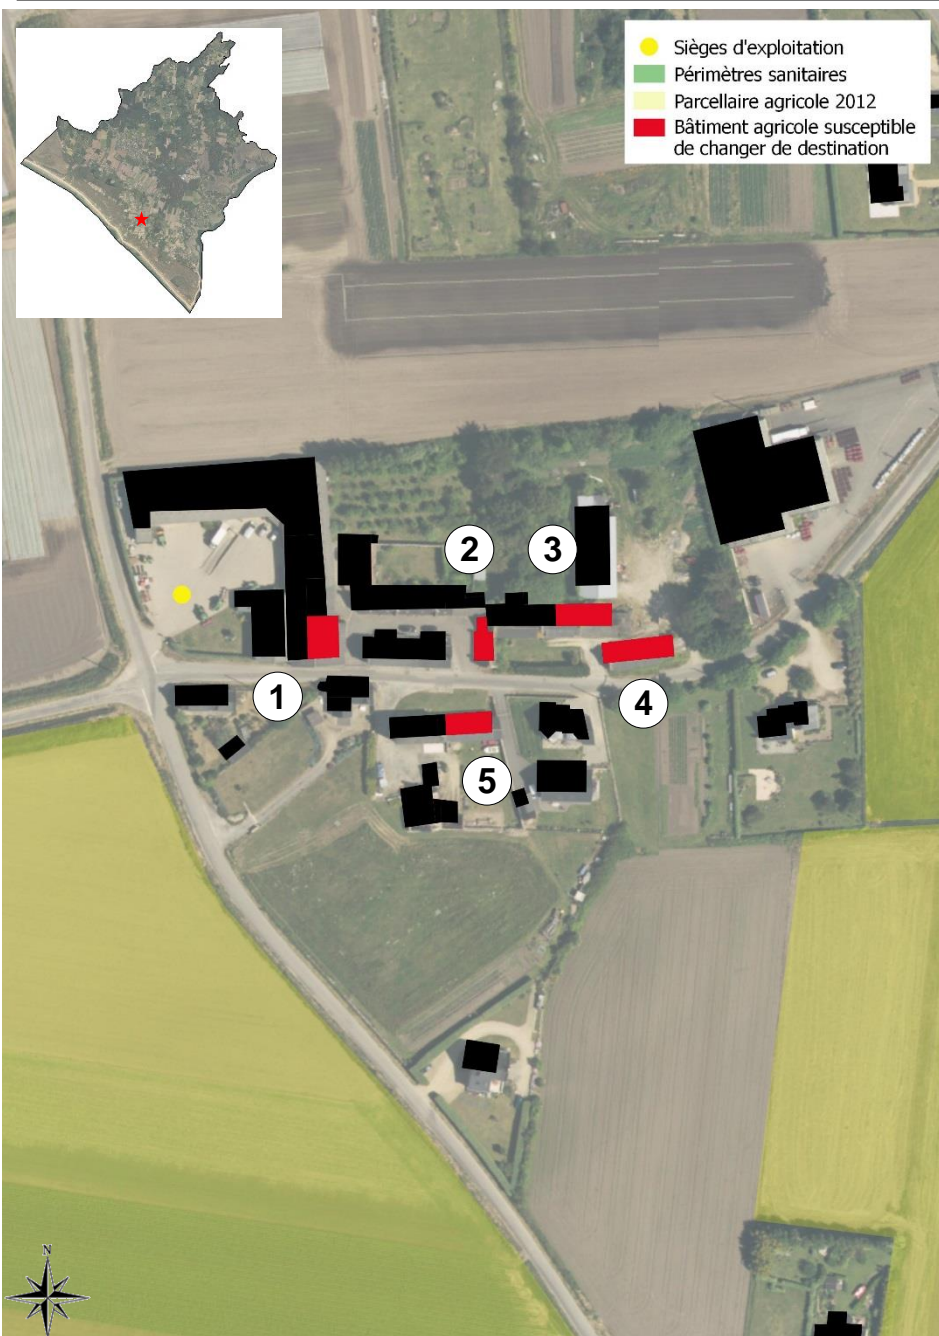 Sièges d'exploitation
Périmètres sanitaires
Parcellaire agricole 2012
Bâtiment agricole susceptible
de changer de destination
2
3
1
4
5
N